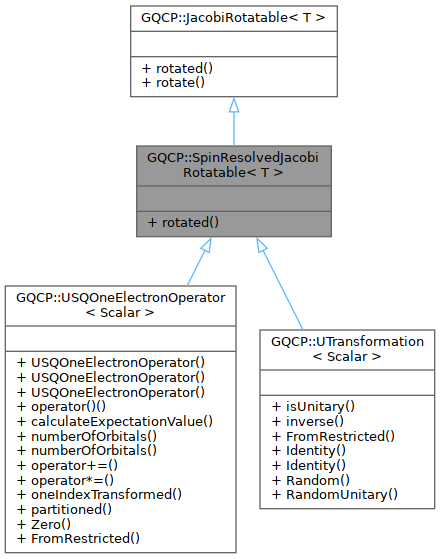 GQCP::JacobiRotatable< T >
+ rotated()
+ rotate()
GQCP::SpinResolvedJacobi
Rotatable< T >
+ rotated()
GQCP::USQOneElectronOperator
< Scalar >
+ USQOneElectronOperator()
+ USQOneElectronOperator()
+ USQOneElectronOperator()
+ operator()()
+ calculateExpectationValue()
+ numberOfOrbitals()
+ numberOfOrbitals()
+ operator+=()
+ operator*=()
+ oneIndexTransformed()
+ partitioned()
+ Zero()
+ FromRestricted()
GQCP::UTransformation
< Scalar >
+ isUnitary()
+ inverse()
+ FromRestricted()
+ Identity()
+ Identity()
+ Random()
+ RandomUnitary()